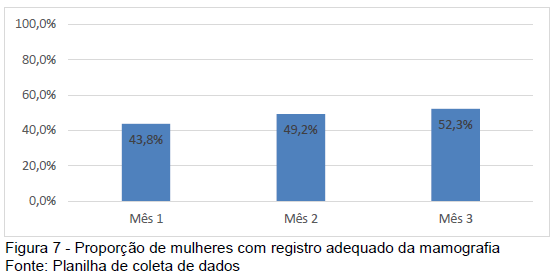 100,0%
80,0%
60,0%
40,0%
20,0%
0,0%
43,8%
49,2%
52,3%
Mês 1
Mês 2
Mês 3
Figura 7 - Proporção de mulheres com registro adequado da mamografia
Fonte: Planilha de coleta de dados